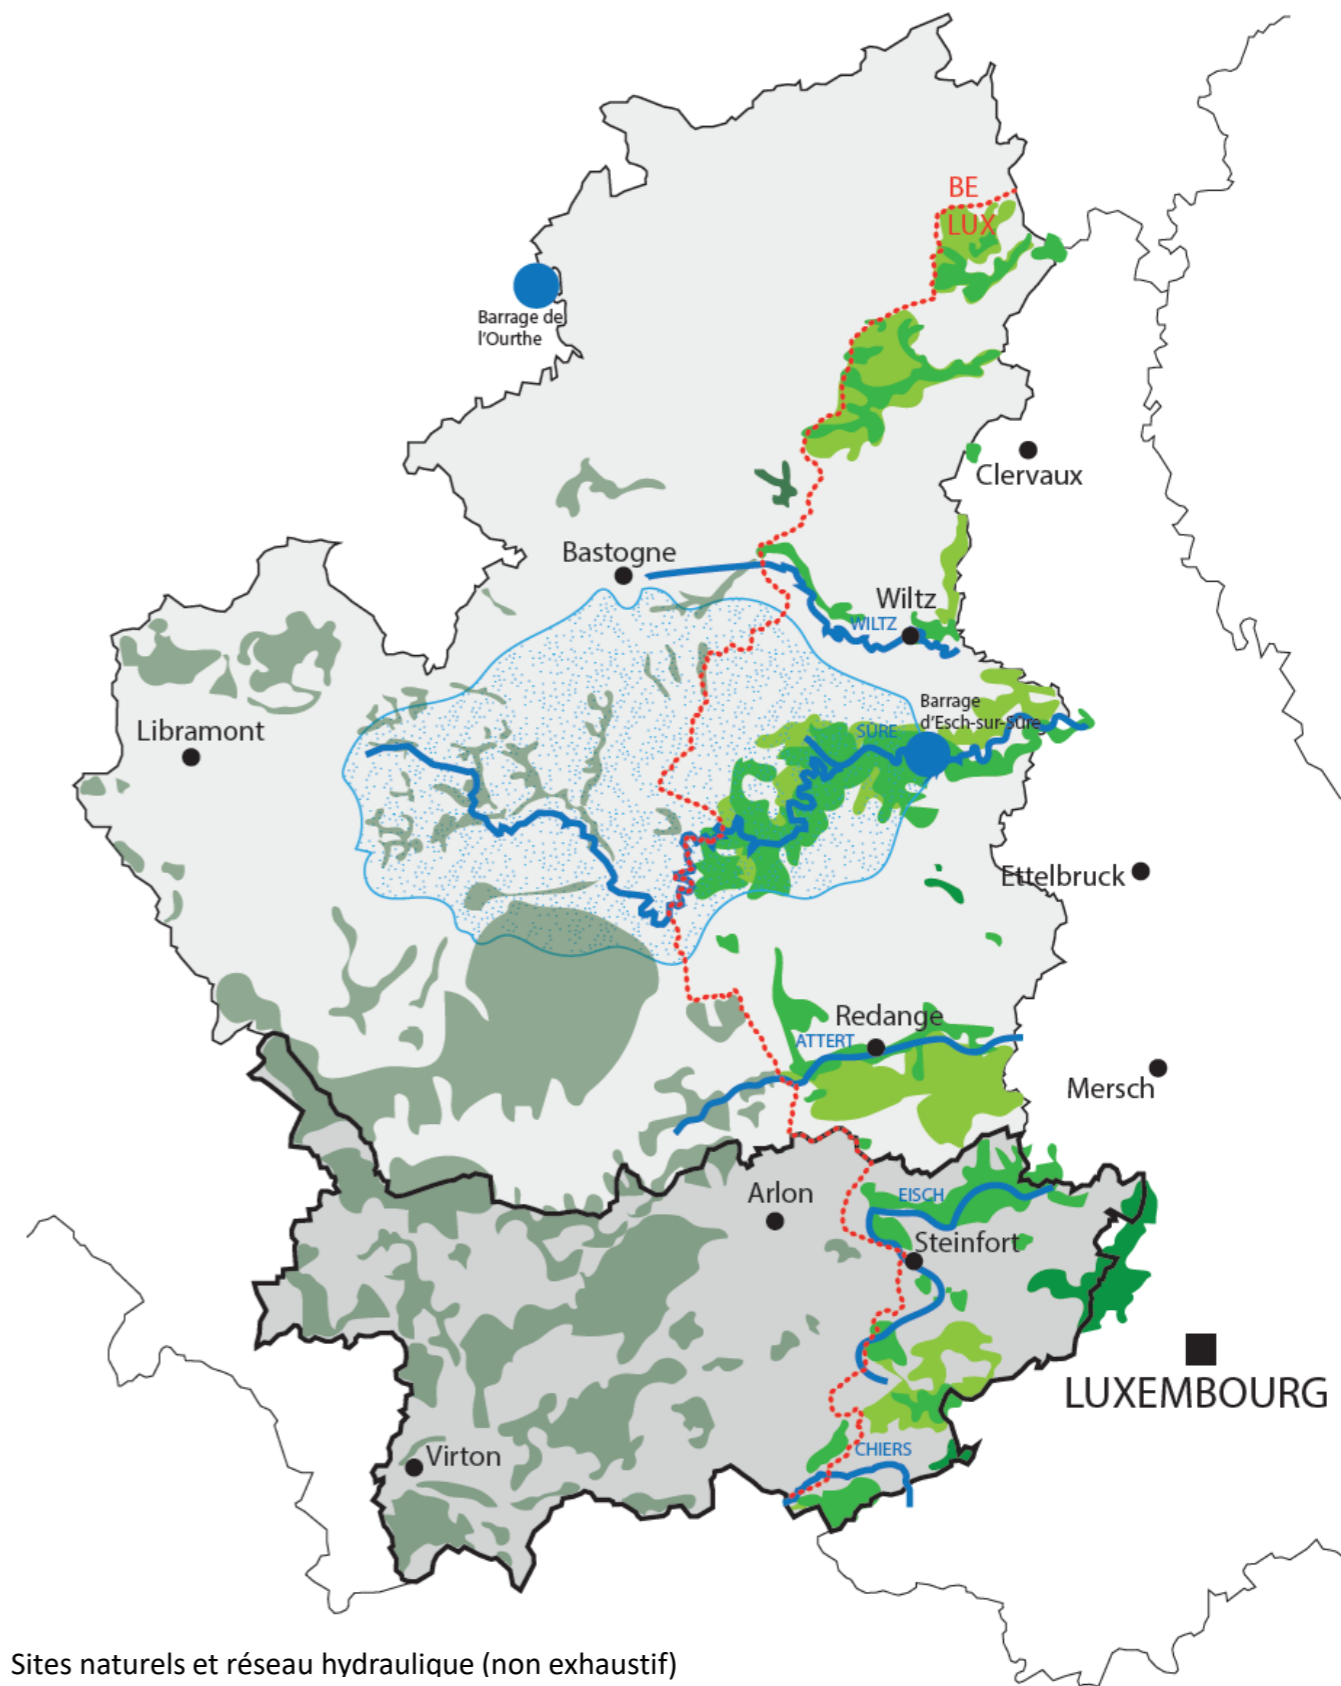 BE
LUX
Barrage de
l'Ourthe
Clervaux
Bastogne
Wiltz
WILTZ
Barrage
d'Esch-sur-Sûre
SÛRE
Libramont
Ettelbruck
Redange
ATTERT
Mersch
Arlon
EISCH
Steinfort
LUXEMBOURG
CHIERS
Virton
Sites naturels et réseau hydraulique (non exhaustif)